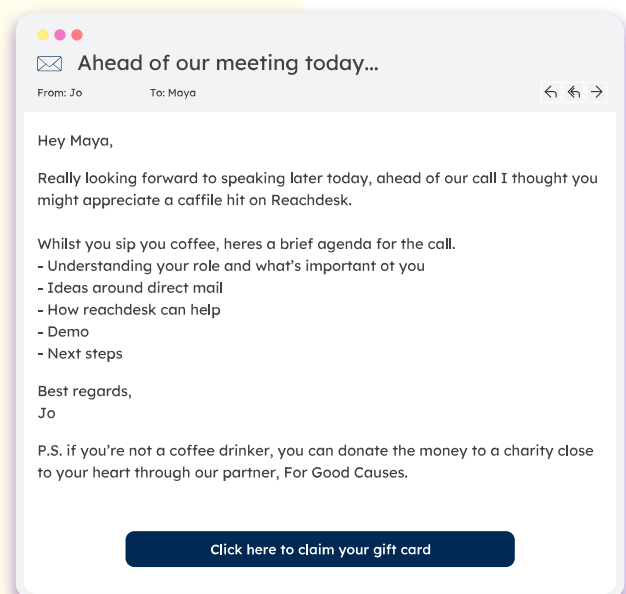 Ahead of our meeting today...
From: Jo To: Maya
Hey Maya,
Really looking forward to speaking later today, ahead of our call I thought you
might appreciate a caffile hit on Reachdesk.
Whilst you sip you coffee, heres a brief agenda for the call.
- Understanding your role and what's important ot you
- Ideas around direct mail
- How reachdesk can help
- Demo
- Next steps
Best regards,
Jo
P.S. if you're not a coffee drinker, you can donate the money to a charity close
to your heart through our partner, For Good Causes.
Click here to claim your gift card